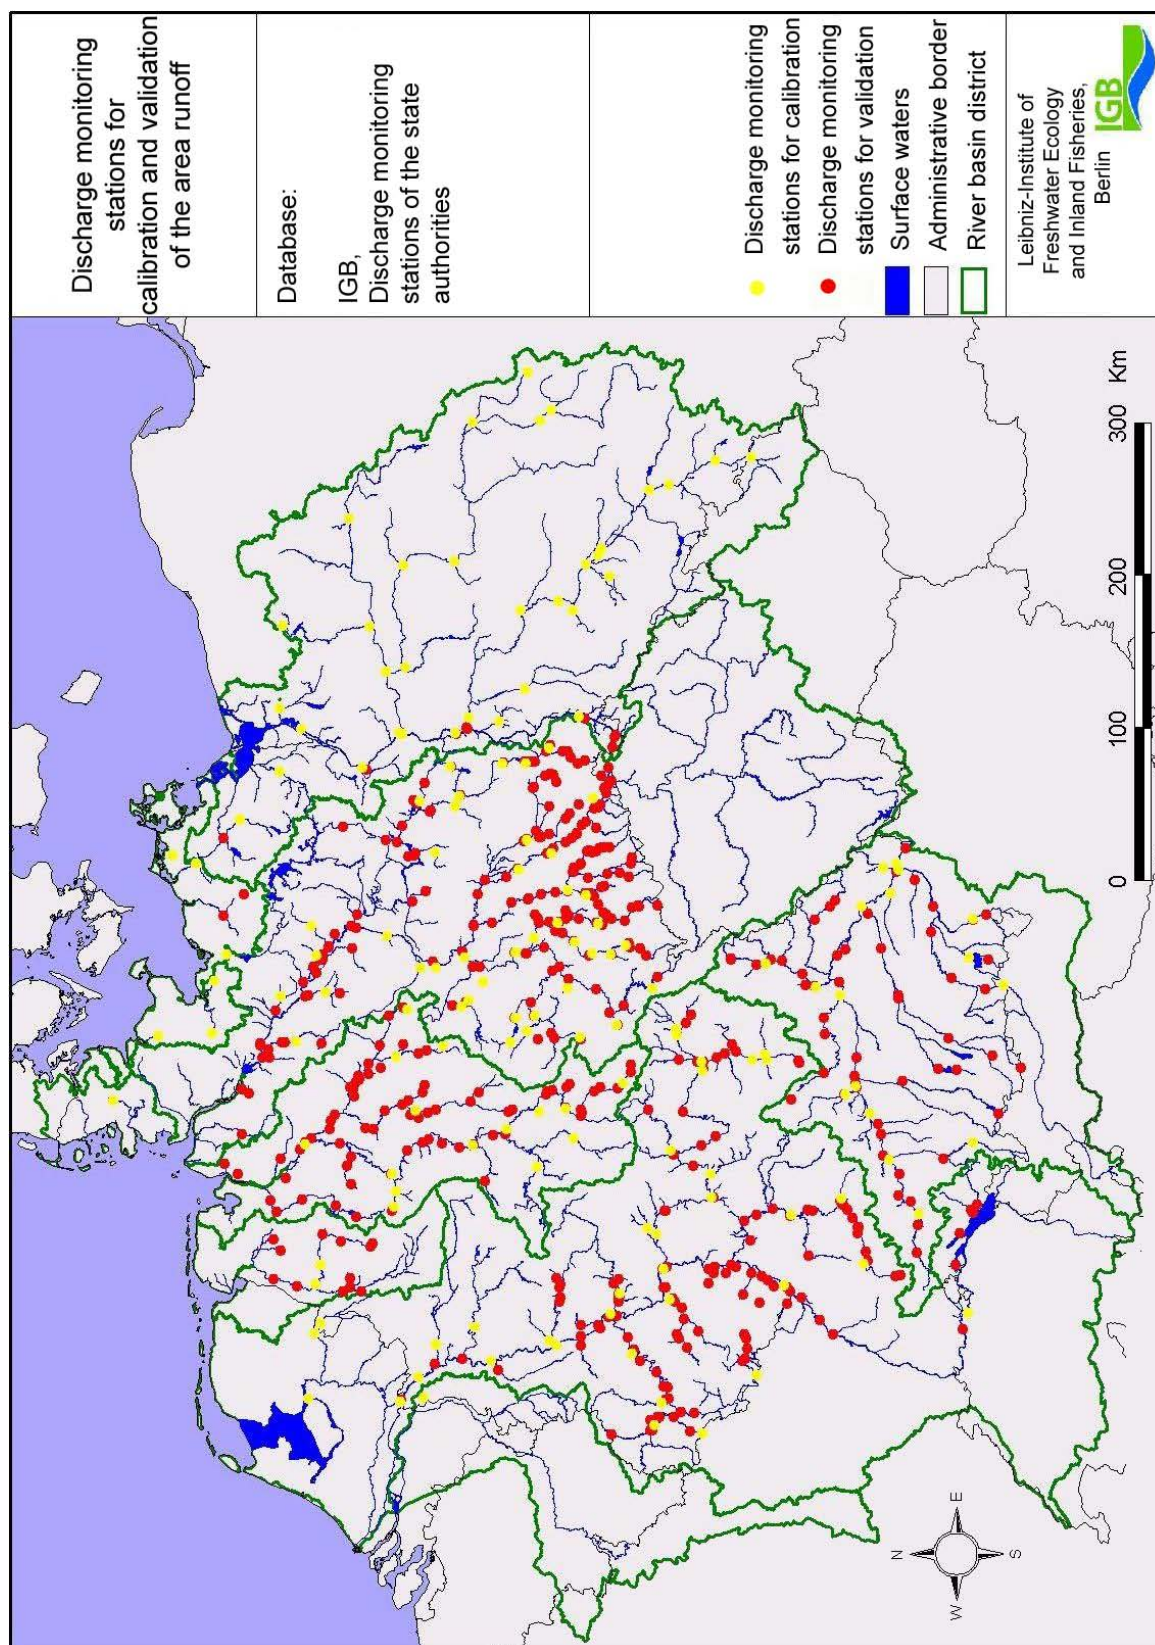 Discharge monitoring
stations for
calibration and validation
of the area runoff
Database:
IGB,
Discharge monitoring
stations of the state
authorities
Discharge monitoring
stations for calibration
Discharge monitoring
stations for validation
Surface waters
Administrative border
River basin district
Leibniz-Institute of
Freshwater Ecology
and Inland Fisheries,
Berlin
IGB
N
W E
S
0 100 200 300 Km